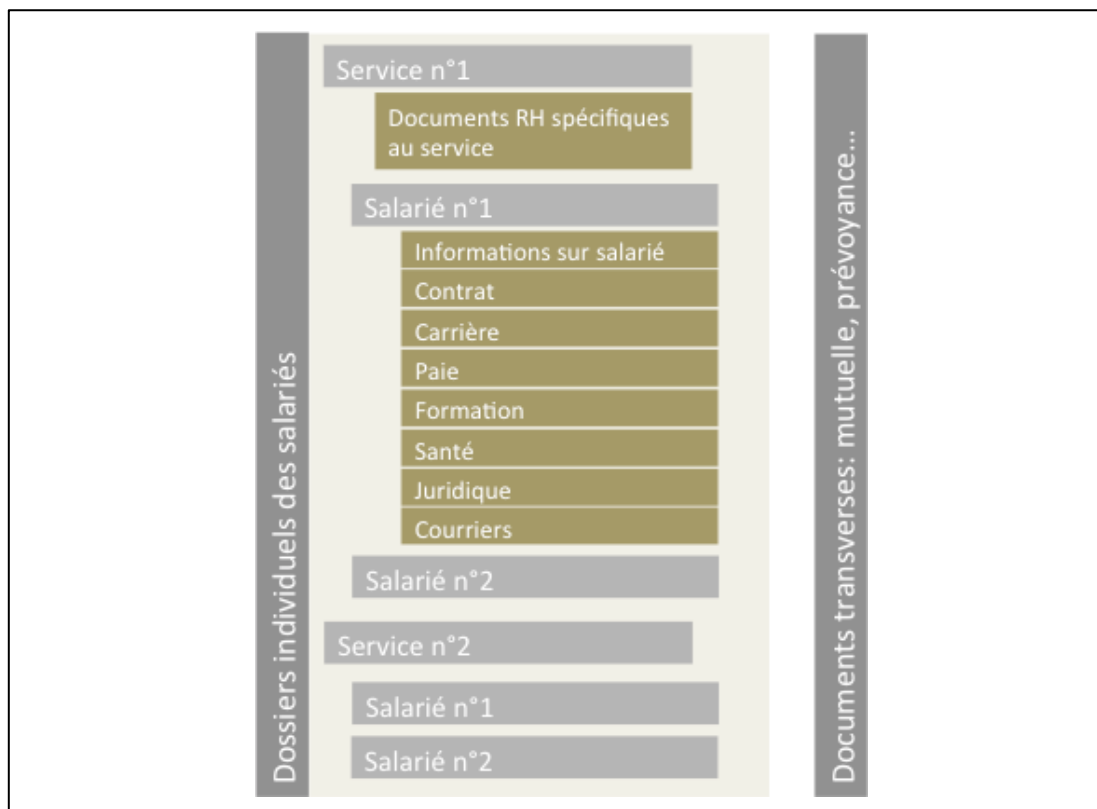 Dossiers individuels des salariés
Service n°1
Documents RH spécifiques
au service
Salarié n°1
Informations sur salarié
Contrat
Carrière
Paie
Formation
Santé
Juridique
Courriers
Salarié n°2
Service n°2
Salarié n°1
Salarié n°2
Documents transverses: mutuelle, prévoyance...